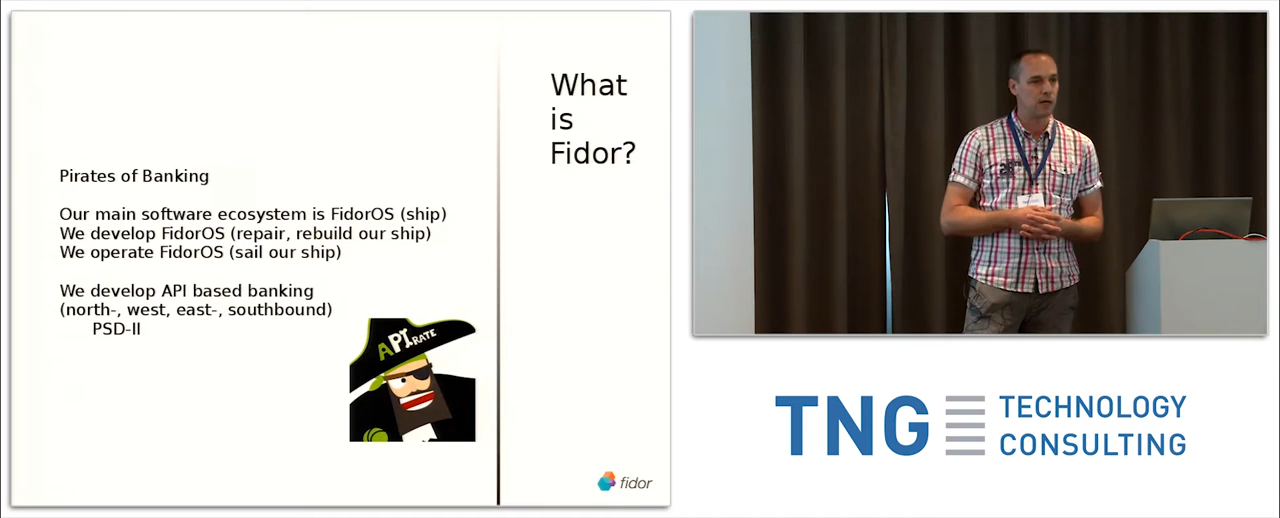 What
is
Fidor?
Pirates of Banking
Our main software ecosystem is FidorOS (ship)
We develop FidorOS (repair, rebuild our ship)
We operate FidorOS (sail our ship)
We develop API based banking
(north-, west, east-, southbound)
PSD-II
APIRATE
fidor
TNG TECHNOLOGY
CONSULTING